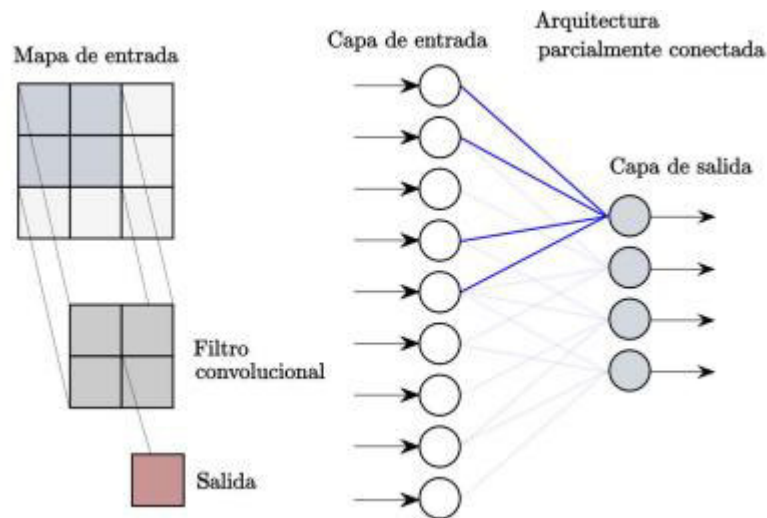 Mapa de entrada
Filtro
convolucional
Salida
Capa de entrada
Arquitectura
parcialmente conectada
Capa de salida